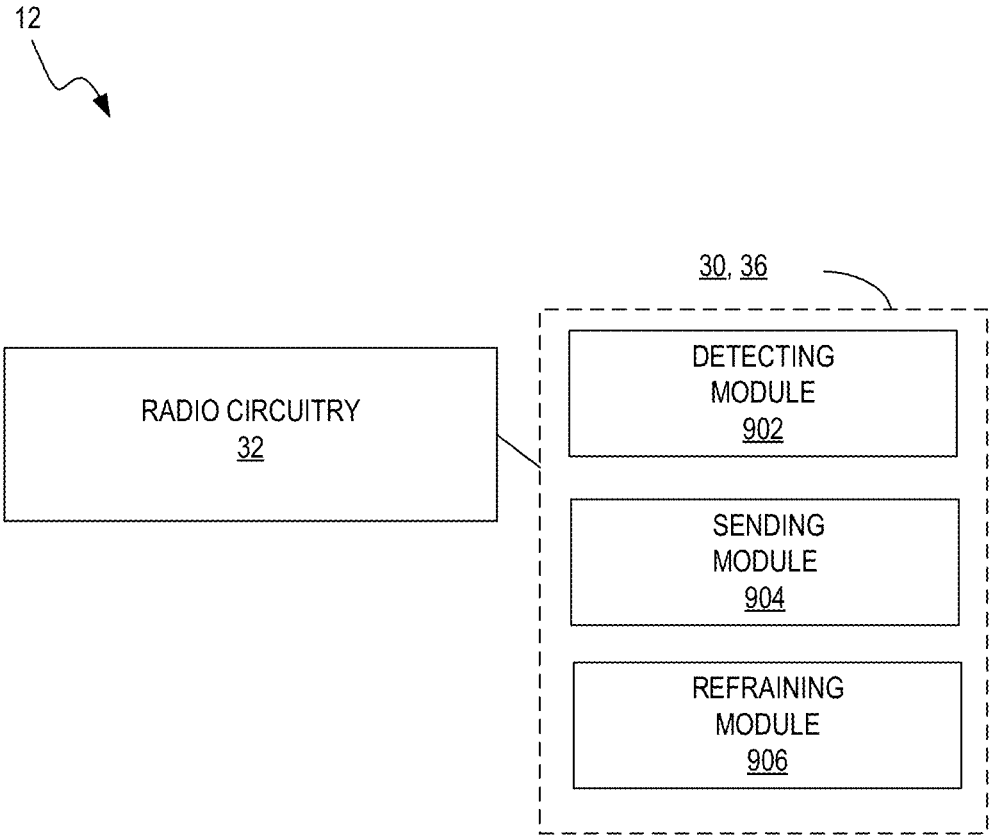 12
30, 36
RADIO CIRCUITRY
32
DETECTING
MODULE
902
SENDING
MODULE
904
REFRAINING
MODULE
906